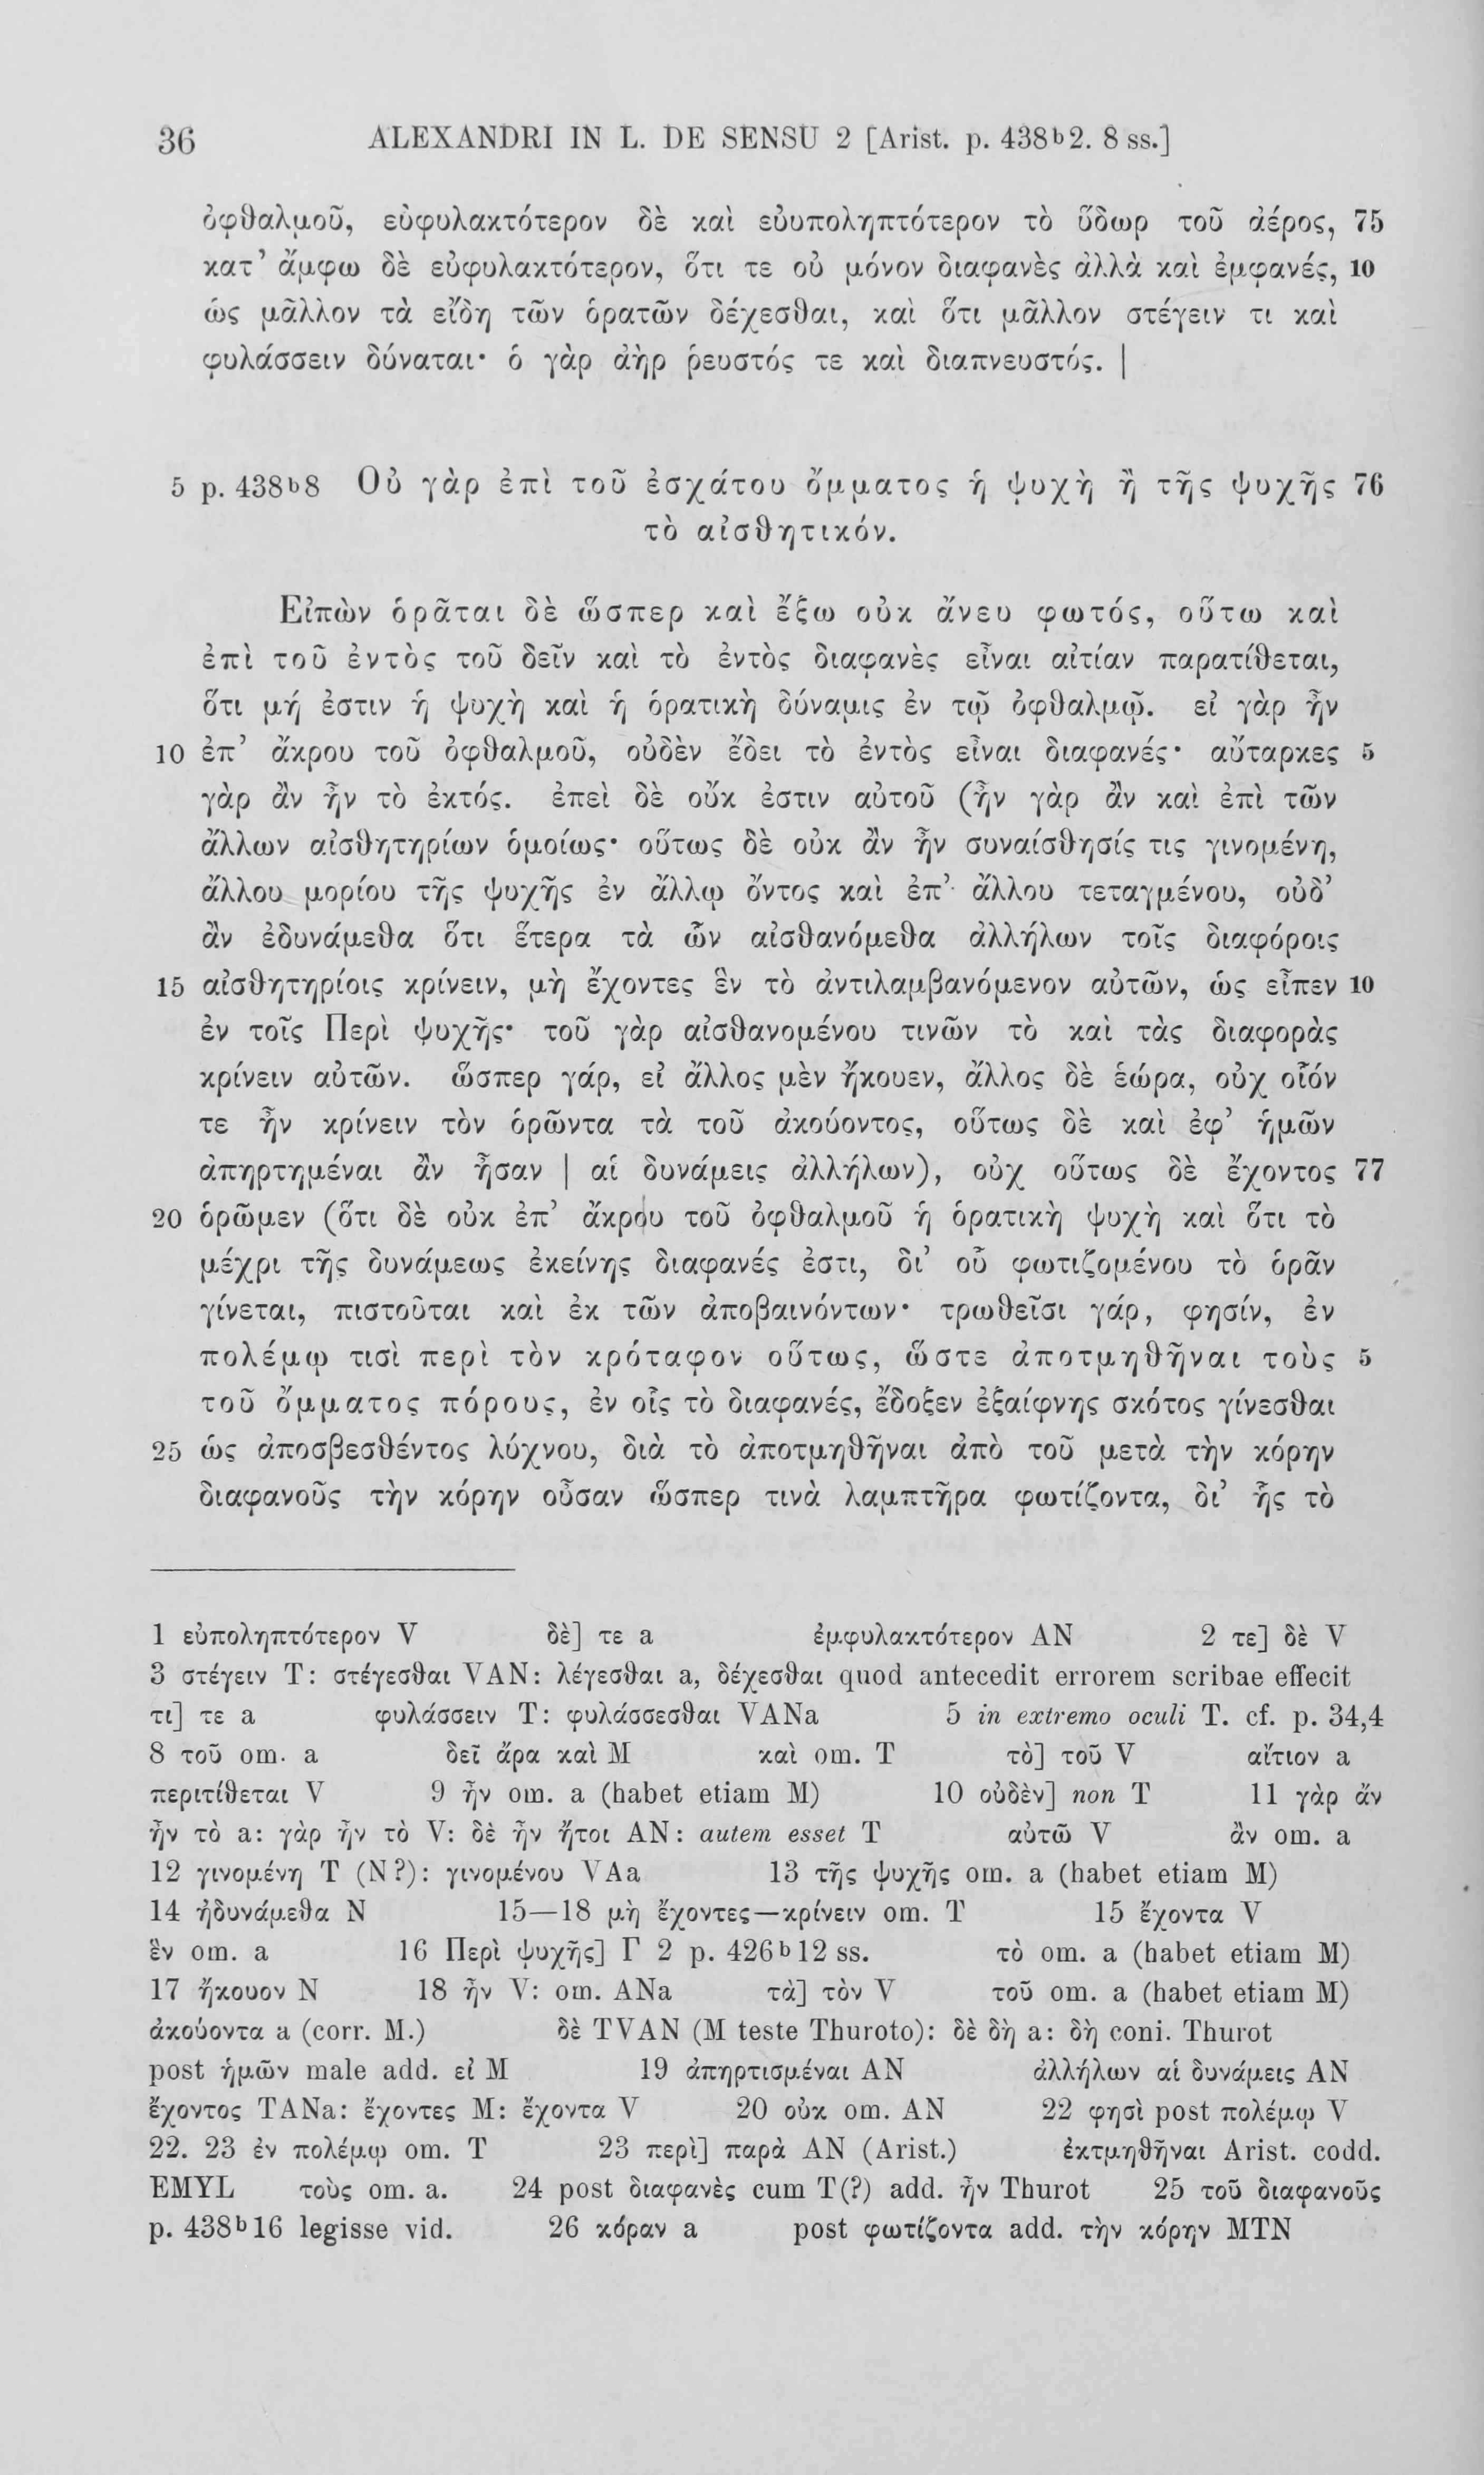 36 ALEXANDRI IN L. DE SENSU 2 [Arist. p. 438b2. 8 ss.]
ὀφθαλμοῦ, εὐφυλακτότερον δὲ καὶ εὐυποληπτότερον τὸ ὕδωρ τοῦ ἀέρος, 75
κατ’ ἄμφω δὲ εὐφυλακτότερον, ὅτι τε οὐ μόνον διαφανὲς ἀλλὰ καὶ ἐμφανές, 10
ὡς μᾶλλον τὰ εἴδη τῶν ὁρατῶν δέχεσθαι, καὶ ὅτι μᾶλλον στέγειν τι καὶ
φυλάσσειν δύναται· ὁ γὰρ ἀὴρ ῥευστός τε καὶ διαπνευστός. |
5 p. 438b8 Οὐ γὰρ ἐπὶ τοῦ ἐσχάτου ὄμματος ἡ ψυχὴ ἢ τῆς ψυχῆς 76
τὸ αἰσθητικόν.
Εἰπὼν ὁρᾶται δὲ ὥσπερ καὶ ἔξω οὐκ ἄνευ φωτός, οὕτω καὶ
ἐπὶ τοῦ ἐντὸς τοῦ δεῖν καὶ τὸ ἐντὸς διαφανὲς εἶναι αἰτίαν παρατίθεται,
ὅτι μή ἐστιν ἡ ψυχὴ καὶ ἡ ὁρατικὴ δύναμις ἐν τῷ ὀφθαλμῷ. εἰ γὰρ ἦν
10 ἐπ’ ἄκρου τοῦ ὀφθαλμοῦ, οὐδὲν ἔδει τὸ ἐντὸς εἶναι διαφανές· αὔταρκες 5
γὰρ ἂν ἦν τὸ ἐκτός. ἐπεὶ δὲ οὔκ ἐστιν αὐτοῦ (ἦν γὰρ ἂν καὶ ἐπὶ τῶν
ἄλλων αἰσθητηρίων ὁμοίως· οὕτως δὲ οὐκ ἂν ἦν συναίσθησίς τις γινομένη,
ἄλλου μορίου τῆς ψυχῆς ἐν ἄλλῳ ὄντος καὶ ἐπ’ ἄλλου τεταγμένου, οὐδ’
ἂν ἐδυνάμεθα ὅτι ἕτερα τὰ ὧν αἰσθανόμεθα ἀλλήλων τοῖς διαφόροις
15 αἰσθητηρίοις κρίνειν, μὴ ἔχοντες ἓν τὸ ἀντιλαμβανόμενον αὐτῶν, ὡς εἶπεν 10
ἐν τοῖς Περὶ ψυχῆς· τοῦ γὰρ αἰσθανομένου τινῶν τὸ καὶ τὰς διαφορὰς
κρίνειν αὐτῶν. ὥσπερ γάρ, εἰ ἄλλος μὲν ἤκουεν, ἄλλος δὲ ἑώρα, οὐχ οἷόν
τε ἦν κρίνειν τὸν ὁρῶντα τὰ τοῦ ἀκούοντος, οὕτως δὲ καὶ ἐφ’ ἡμῶν
ἀπηρτημέναι ἂν ἦσαν | αἱ δυνάμεις ἀλλήλων), οὐχ οὕτως δὲ ἔχοντος 77
20 ὁρῶμεν (ὅτι δὲ οὐκ ἐπ’ ἄκρου τοῦ ὀφθαλμοῦ ἡ ὁρατικὴ ψυχὴ καὶ ὅτι τὸ
μέχρι τῆς δυνάμεως ἐκείνης διαφανές ἐστι, δι’ οὗ φωτιζομένου τὸ ὁρᾶν
γίνεται, πιστοῦται καὶ ἐκ τῶν ἀποβαινόντων· τρωθεῖσι γάρ, φησίν, ἐν
πολέμῳ τισὶ περὶ τὸν κρόταφον οὕτως, ὥστε ἀποτμηθῆναι τοὺς 5
τοῦ ὄμματος πόρους, ἐν οἷς τὸ διαφανές, ἔδοξεν ἐξαίφνης σκότος γίνεσθαι
25 ὡς ἀποσβεσθέντος λύχνου, διὰ τὸ ἀποτμηθῆναι ἀπὸ τοῦ μετὰ τὴν κόρην
διαφανοῦς τὴν κόρην οὖσαν ὥσπερ τινὰ λαμπτῆρα φωτίζοντα, δι’ ἧς τὸ
1 εὐποληπτότερον V δὲ] τε a ἐμφυλακτότερον AN 2 τε] δὲ V
3 στέγειν T: στέγεσθαι VAN: λέγεσθαι a, δέχεσθαι quod antecedit errorem scribae effecit
τι] τε a φυλάσσειν T: φυλάσσεσθαι VANa 5 in extremo oculi T. cf. p. 34,4
8 τοῦ om. a δεῖ ἄρα καὶ M καὶ om. T τὸ] τοῦ V αἴτιον a
περιτίθεται V 9 ἦν om. a (habet etiam M) 10 οὐδὲν] non T 11 γὰρ ἄν
ἦν τὸ a: γὰρ ἦν τὸ V: δὲ ἦν ἤτοι AN: autem esset T αὐτῶ V ἂν om. a
12 γινομένη T (N?): γινομένου VAa 13 τῆς ψυχῆς om. a (habet etiam M)
14 ἠδυνάμεθα N 15—18 μὴ ἔχοντες—κρίνειν om. T 15 ἔχοντα V
ἓν om. a 16 Περὶ ψυχῆς] Γ 2 p. 426b12 ss. τὸ om. a (habet etiam M)
17 ἤκουον N 18 ἦν V: om. ANa τὰ] τὸν V τοῦ om. a (habet etiam M)
ἀκούοντα a (corr. M.) δὲ TVAN (M teste Thuroto): δὲ δὴ a: δὴ coni. Thurot
post ἡμῶν male add. εἰ M 19 ἀπηρτισμέναι AN ἀλλήλων αἱ δυνάμεις AN
ἔχοντος TANa: ἔχοντες M: ἔχοντα V 20 οὐκ om. AN 22 φησὶ post πολέμῳ V
22. 23 ἐν πολέμῳ om. T 23 περὶ] παρὰ AN (Arist.) ἐκτμηθῆναι Arist. codd.
EMYL τοὺς om. a. 24 post διαφανὲς cum T(?) add. ἦν Thurot 25 τοῦ διαφανοῦς
p. 438b16 legisse vid. 26 κόραν a post φωτίζοντα add. τὴν κόρην MTN